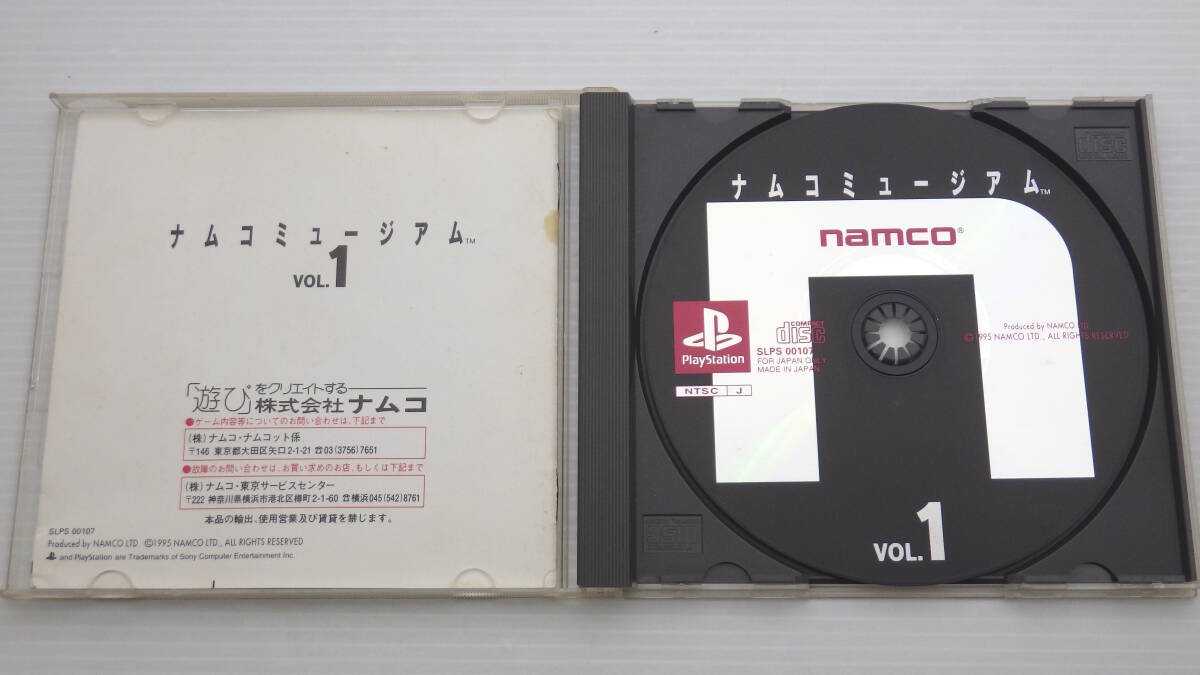 ナムコミュージアム™
VOL.1
「遊び」をクリエイトする
株式会社ナムコ
●ゲーム内容等についてのお問い合わせは、下記まで
(株)ナムコ・ナムコット係
〒146 東京都大田区矢口2-1-21 ☎03(3756)7651
●故障のお問い合わせは、お買い求めのお店、もしくは下記まで
(株)ナムコ・東京サービスセンター
〒222 神奈川県横浜市港北区樽町2-1-60 ☎横浜045(542)8761
本品の輸出、使用営業及び賃貸を禁じます。
SLPS 00107
Produced by NAMCO LTD. ©1995 NAMCO LTD., ALL RIGHTS RESERVED
and PlayStation are Trademarks of Sony Computer Entertainment Inc.
ナムコミュージアム™
namco®
PlayStation
COMPACT
disc
SLPS 00107
FOR JAPAN ONLY
MADE IN JAPAN
NTSC J
Produced by NAMCO LTD.
©1995 NAMCO LTD., ALL RIGHTS RESERVED
VOL.1
disc